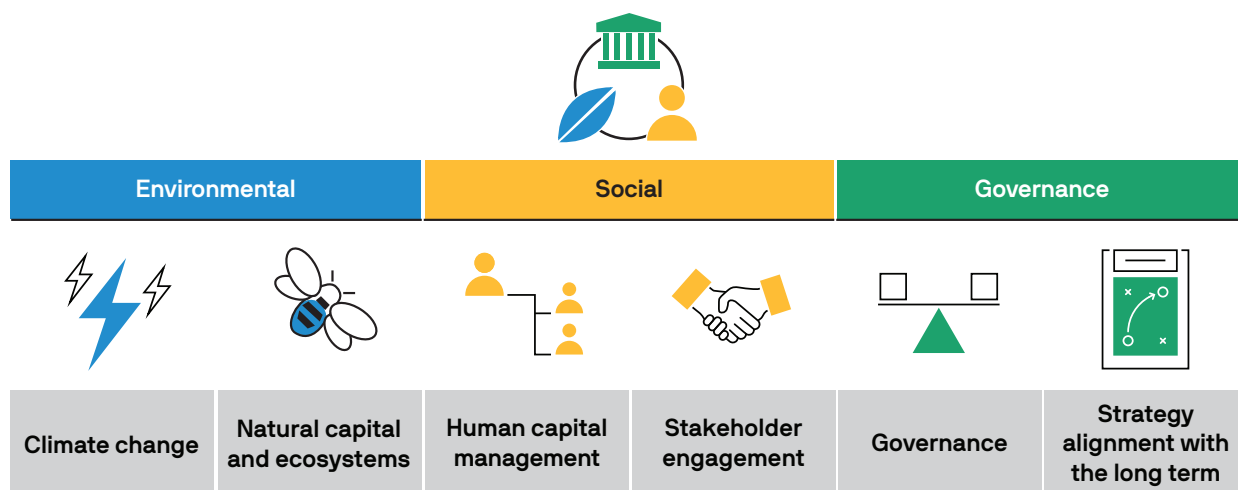 Environmental
Social
Governance
Climate change
Natural capital
and ecosystems
Human capital
management
Stakeholder
engagement
Governance
Strategy
alignment with
the long term